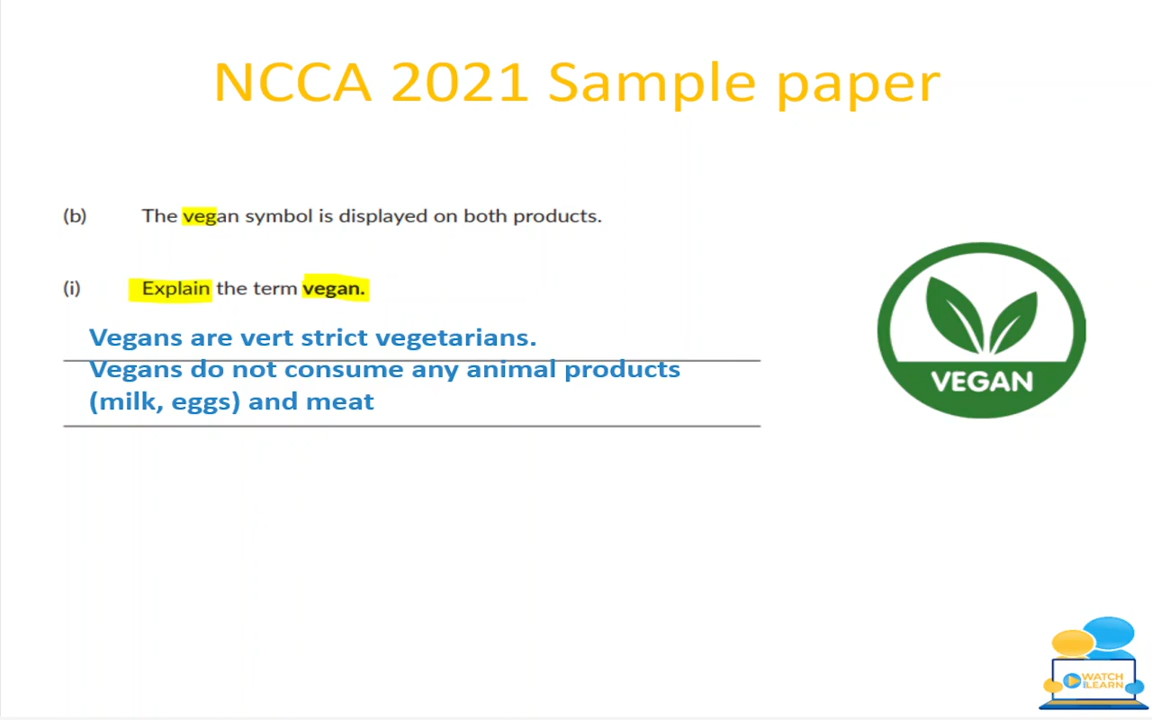 NCCA 2021 Sample paper
(b) The vegan symbol is displayed on both products.
(i) Explain the term vegan.
Vegans are vert strict vegetarians.
Vegans do not consume any animal products
(milk, eggs) and meat
VEGAN
WATCH
& LEARN